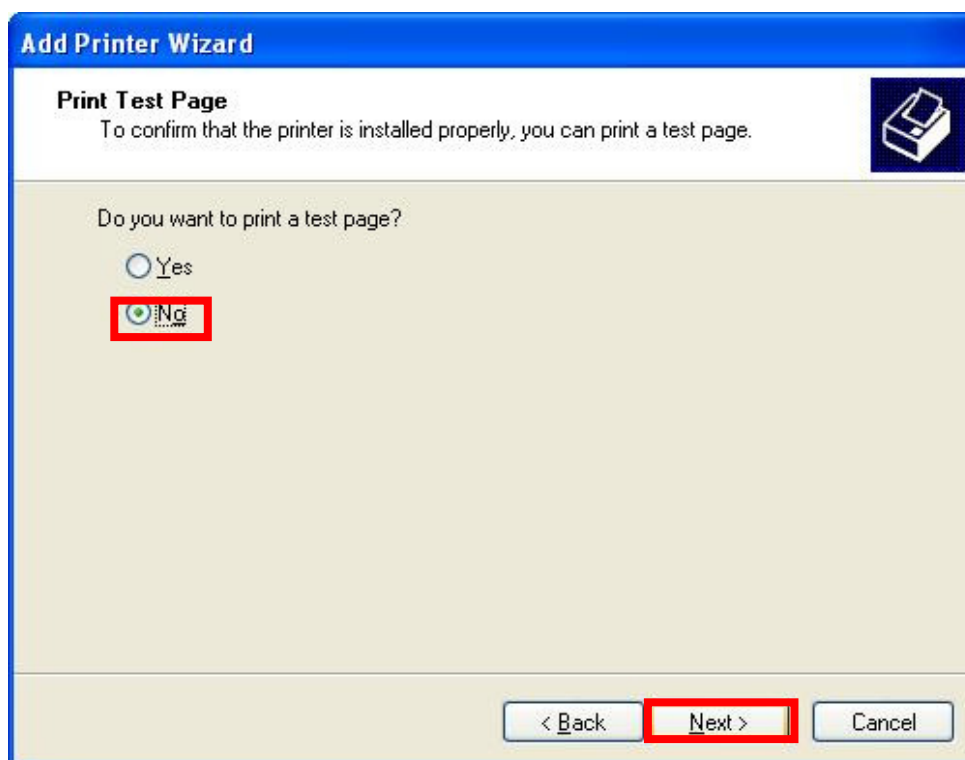 Add Printer Wizard
Print Test Page
To confirm that the printer is installed properly, you can print a test page.
Do you want to print a test page?
Yes
No
< Back
Next >
Cancel